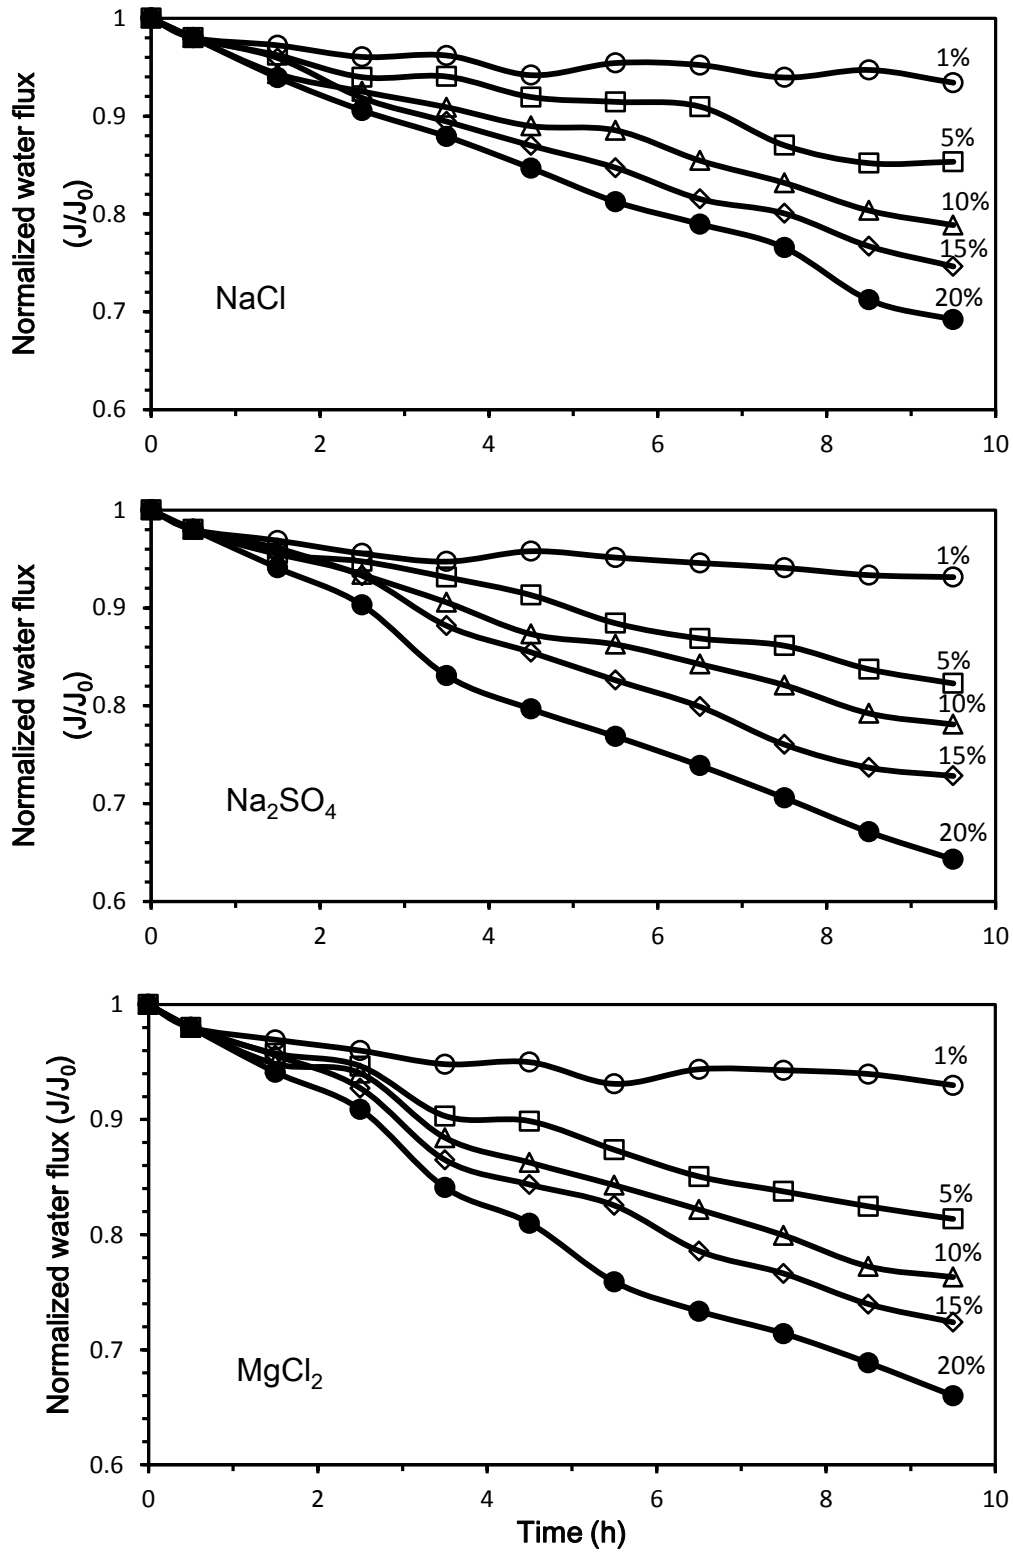 Normalized water flux
(J/J₀)
1
0.9
0.8
0.7
0.6
1%
5%
10%
15%
20%
NaCl
0 2 4 6 8 10
Normalized water flux
(J/J₀)
1
0.9
0.8
0.7
0.6
1%
5%
10%
15%
20%
Na₂SO₄
0 2 4 6 8 10
Normalized water flux (J/J₀)
1
0.9
0.8
0.7
0.6
1%
5%
10%
15%
20%
MgCl₂
0 2 4 6 8 10
Time (h)